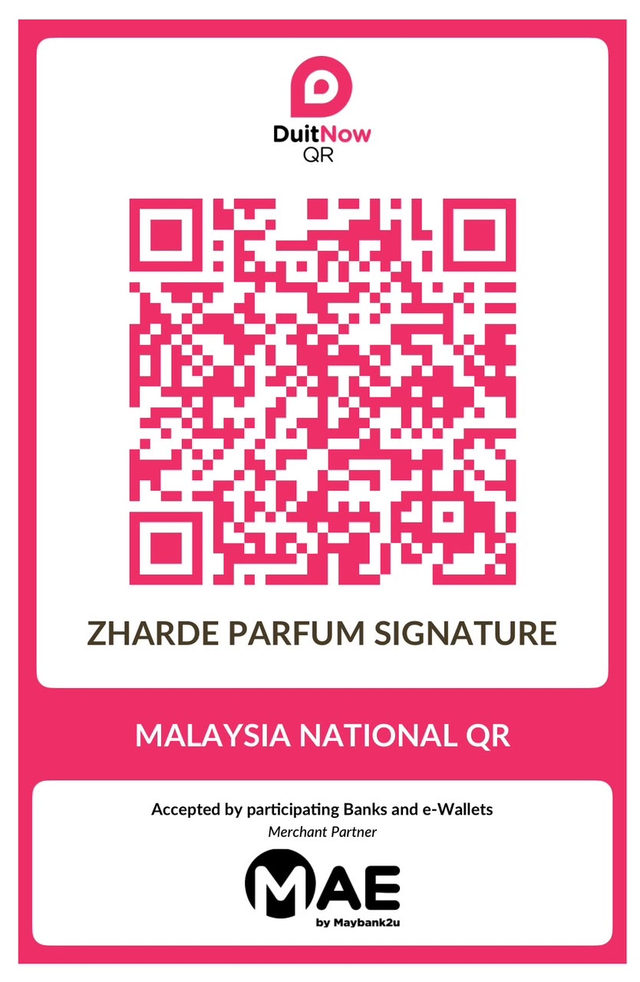 DuitNow
QR
ZHARDE PARFUM SIGNATURE
MALAYSIA NATIONAL QR
Accepted by participating Banks and e-Wallets
Merchant Partner
MAE
by Maybank2u